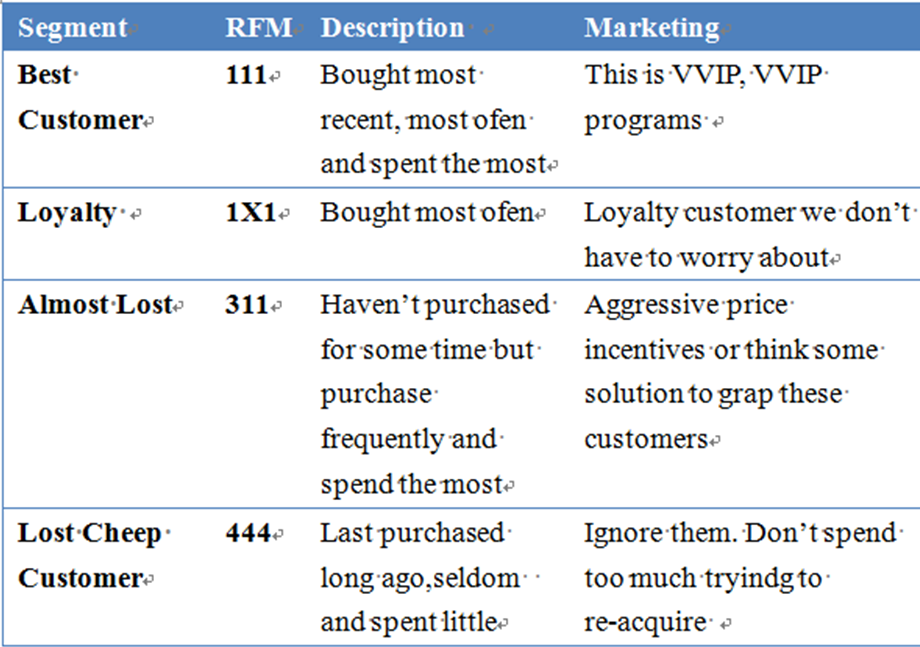 Segment RFM Description Marketing
Best 111 Bought most This is VVIP, VVIP
Customer recent, most ofen programs
and spent the most
Loyalty 1X1 Bought most ofen Loyalty customer we don't
have to worry about
Almost Lost 311 Haven't purchased Aggressive price
for some time but incentives or think some
purchase solution to grap these
frequently and customers
spend the most
Lost Cheep 444 Last purchased Ignore them. Don't spend
Customer long ago,seldom too much tryindg to
and spent little re-acquire